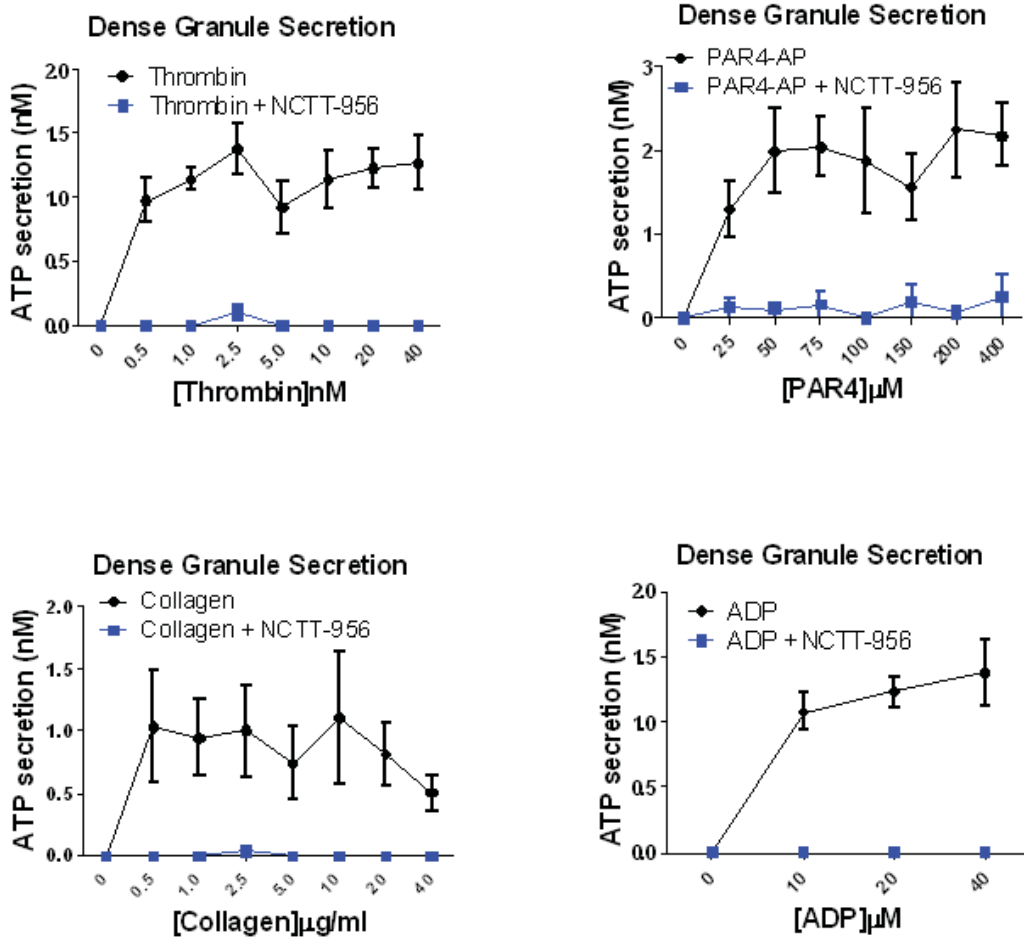 Dense Granule Secretion
Thrombin
Thrombin + NCTT-956
ATP secretion (nM)
2.0
1.5
1.0
0.5
0.0
0 0.5 1.0 2.5 5.0 10 20 40
[Thrombin]nM
Dense Granule Secretion
PAR4-AP
PAR4-AP + NCTT-956
ATP secretion (nM)
3
2
1
0
0 25 50 75 100 150 200 400
[PAR4]µM
Dense Granule Secretion
Collagen
Collagen + NCTT-956
ATP secretion (nM)
2.0
1.5
1.0
0.5
0.0
0 0.5 1.0 2.5 5.0 10 20 40
[Collagen]µg/ml
Dense Granule Secretion
ADP
ADP + NCTT-956
ATP secretion (nM)
2.0
1.5
1.0
0.5
0.0
0 10 20 40
[ADP]µM